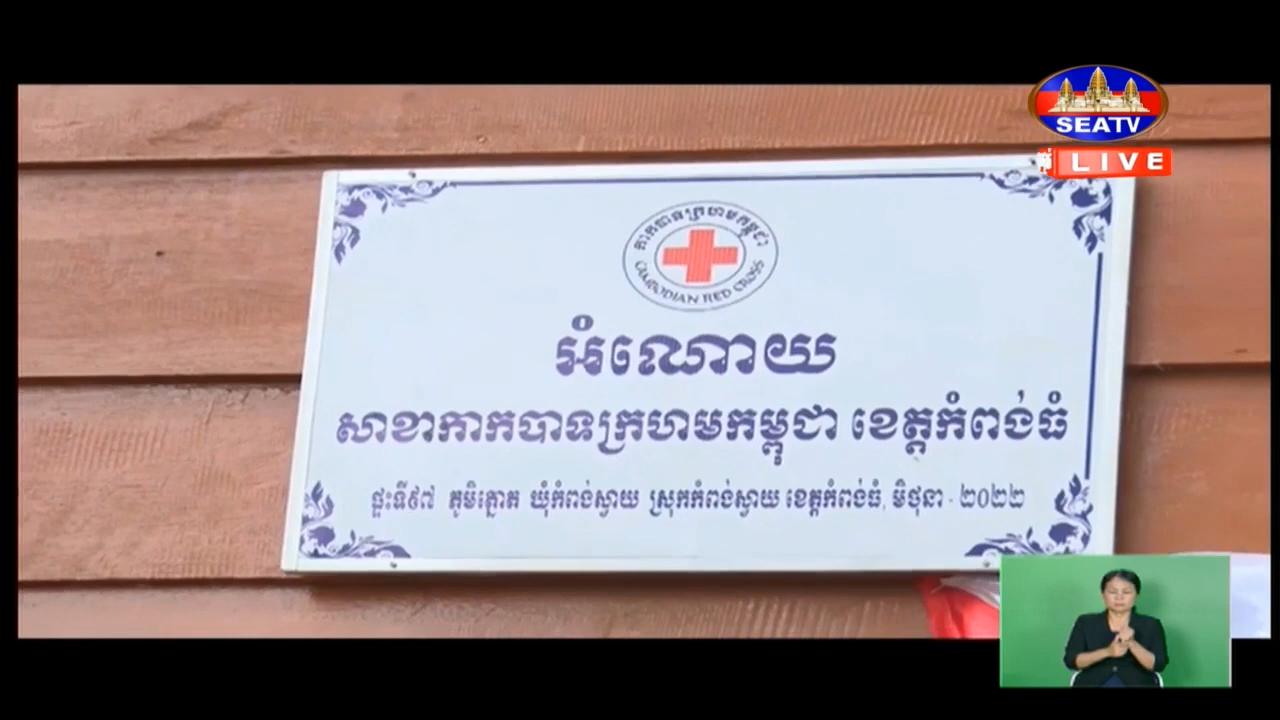 SEATV
LIVE
កាកបាទក្រហមកម្ពុជា
CAMBODIAN RED CROSS
អំណោយ
សាខាកាកបាទក្រហមកម្ពុជា ខេត្តកំពង់ធំ
ផ្ទះទី៩៧ ភូមិភ្នោត ឃុំកំពង់ស្វាយ ស្រុកកំពង់ស្វាយ ខេត្តកំពង់ធំ, មិថុនា - ២០២២